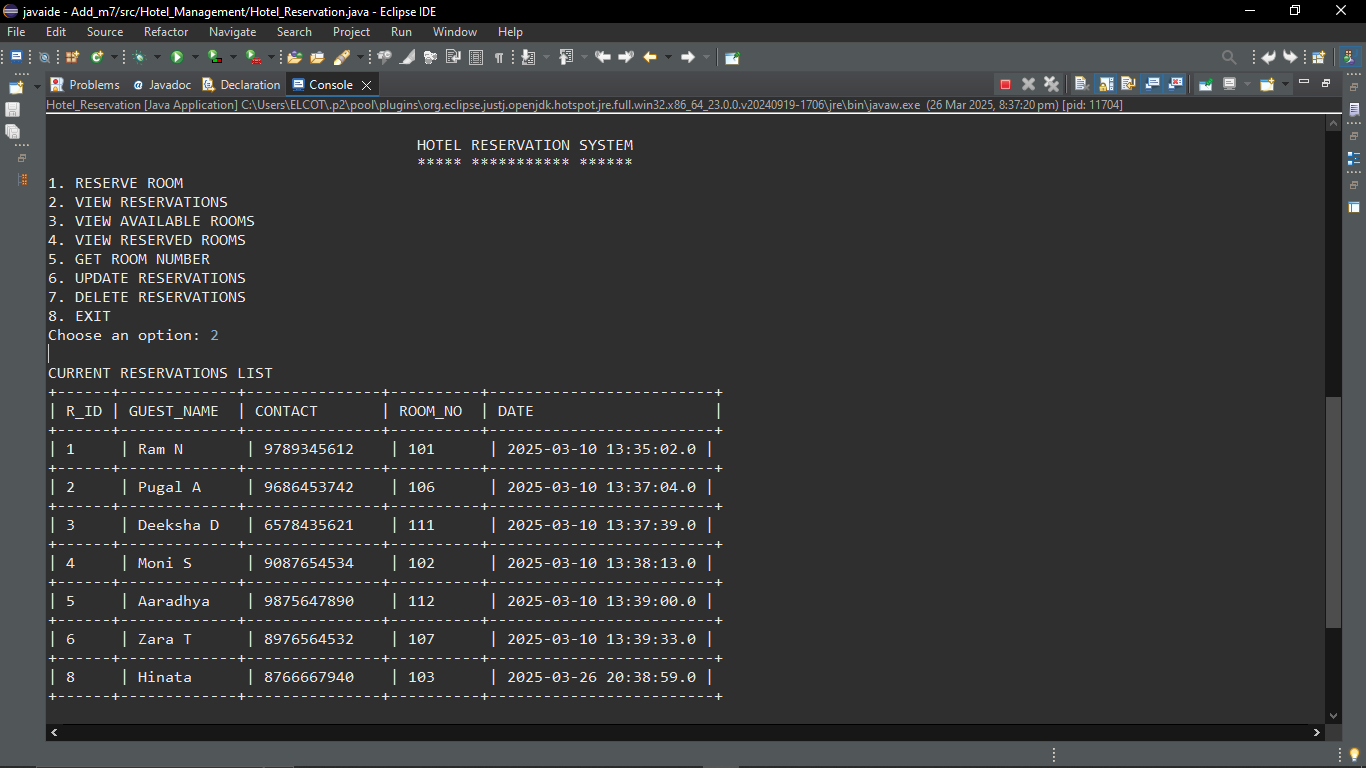 javaide - Add_m7/src/Hotel_Management/Hotel_Reservation.java - Eclipse IDE
File Edit Source Refactor Navigate Search Project Run Window Help
Problems @ Javadoc Declaration Console
Hotel_Reservation [Java Application] C:\Users\ELCOT\.p2\pool\plugins\org.eclipse.justj.openjdk.hotspot.jre.full.win32.x86_64_23.0.0.v20240919-1706\jre\bin\javaw.exe (26 Mar 2025, 8:37:20 pm) [pid: 11704]
HOTEL RESERVATION SYSTEM
***** *********** ******
1. RESERVE ROOM
2. VIEW RESERVATIONS
3. VIEW AVAILABLE ROOMS
4. VIEW RESERVED ROOMS
5. GET ROOM NUMBER
6. UPDATE RESERVATIONS
7. DELETE RESERVATIONS
8. EXIT
Choose an option: 2
CURRENT RESERVATIONS LIST
+------+-------------+---------------+----------+-------------------------+
| R_ID | GUEST_NAME  | CONTACT       | ROOM_NO  | DATE                    |
+------+-------------+---------------+----------+-------------------------+
| 1     | Ram N       | 9789345612    | 101      | 2025-03-10 13:35:02.0 |
+------+-------------+---------------+----------+-------------------------+
| 2     | Pugal A     | 9686453742    | 106      | 2025-03-10 13:37:04.0 |
+------+-------------+---------------+----------+-------------------------+
| 3     | Deeksha D   | 6578435621    | 111      | 2025-03-10 13:37:39.0 |
+------+-------------+---------------+----------+-------------------------+
| 4     | Moni S      | 9087654534    | 102      | 2025-03-10 13:38:13.0 |
+------+-------------+---------------+----------+-------------------------+
| 5     | Aaradhya    | 9875647890    | 112      | 2025-03-10 13:39:00.0 |
+------+-------------+---------------+----------+-------------------------+
| 6     | Zara T      | 8976564532    | 107      | 2025-03-10 13:39:33.0 |
+------+-------------+---------------+----------+-------------------------+
| 8     | Hinata      | 8766667940    | 103      | 2025-03-26 20:38:59.0 |
+------+-------------+---------------+----------+-------------------------+